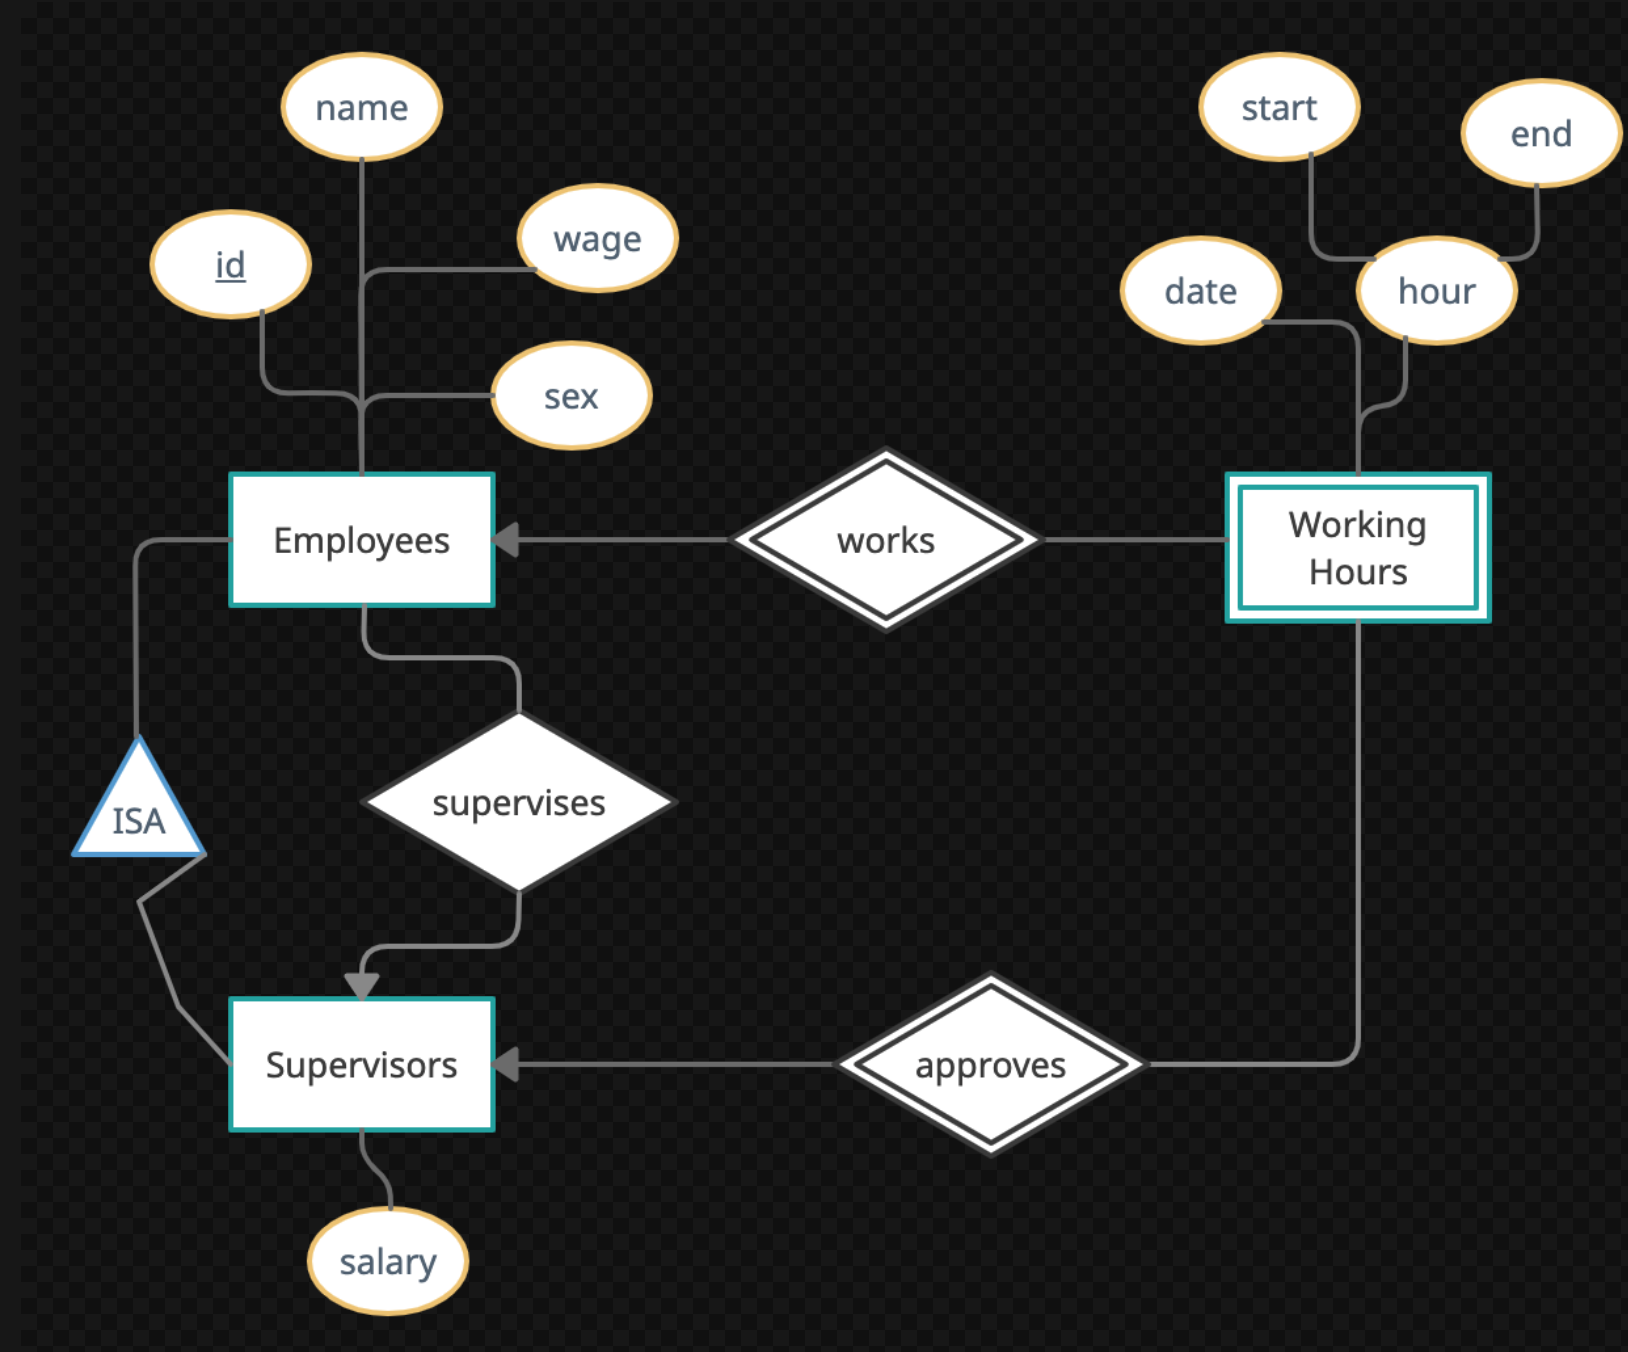 name
start
end
wage
id
date
hour
sex
Employees
works
Working
Hours
supervises
ISA
Supervisors
approves
salary